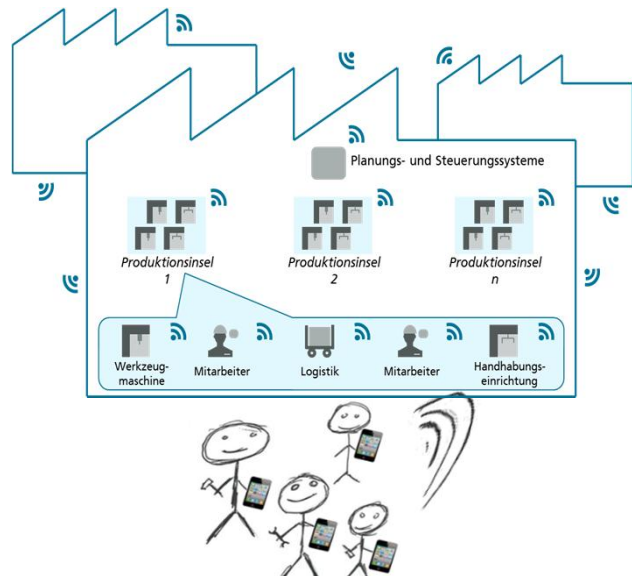 Planungs- und Steuerungssysteme
Produktionsinsel
1
Produktionsinsel
2
Produktionsinsel
n
Werkzeug-
maschine
Mitarbeiter
Logistik
Mitarbeiter
Handhabungs-
einrichtung